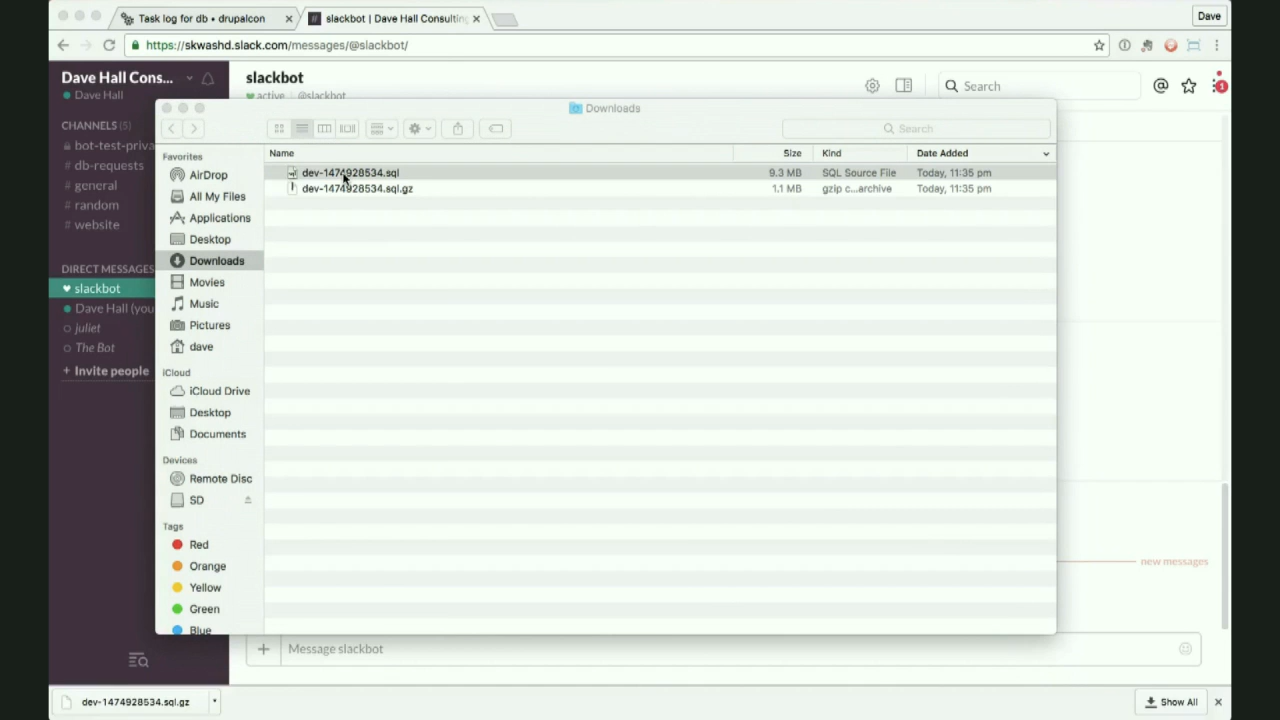 Task log for db • drupalcon
slackbot | Dave Hall Consulting
Dave
https://skwashd.slack.com/messages/@slackbot/
Dave Hall Cons...
Dave Hall
CHANNELS (5)
bot-test-priva
# db-requests
# general
# random
# website
DIRECT MESSAGES
slackbot
Dave Hall (you
juliet
The Bot
+ Invite people
slackbot
active
@slackbot
Search
1
Downloads
Search
Favorites
AirDrop
All My Files
Applications
Desktop
Downloads
Movies
Music
Pictures
dave
iCloud
iCloud Drive
Desktop
Documents
Devices
Remote Disc
SD
Tags
Red
Orange
Yellow
Green
Blue
Name Size Kind Date Added
dev-1474928534.sql 9.3 MB SQL Source File Today, 11:35 pm
dev-1474928534.sql.gz 1.1 MB gzip c...archive Today, 11:35 pm
new messages
Message slackbot
dev-1474928534.sql.gz
Show All